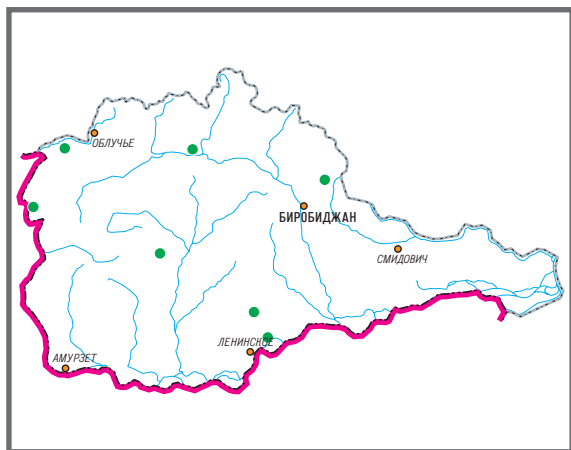 ОБЛУЧЬЕ
БИРОБИДЖАН
СМИДОВИЧ
ЛЕНИНСКОЕ
АМУРЗЕТ